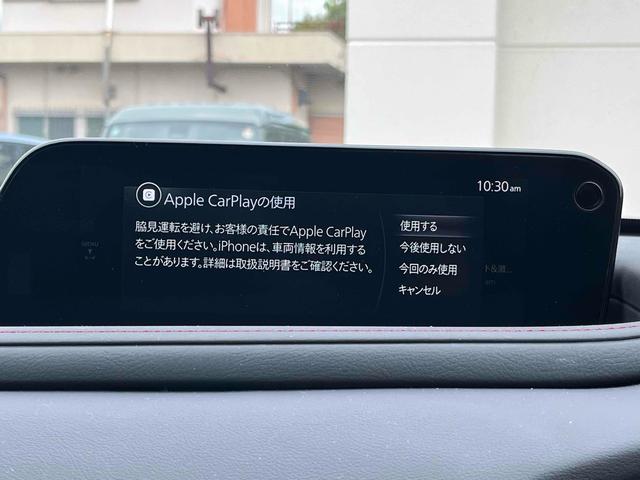 Apple CarPlayの使用
10:30am
脇見運転を避け、お客様の責任でApple CarPlay
をご使用ください。iPhoneは、車両情報を利用する
ことがあります。詳細は取扱説明書をご確認ください。
使用する
今後使用しない
今回のみ使用
キャンセル
MENU